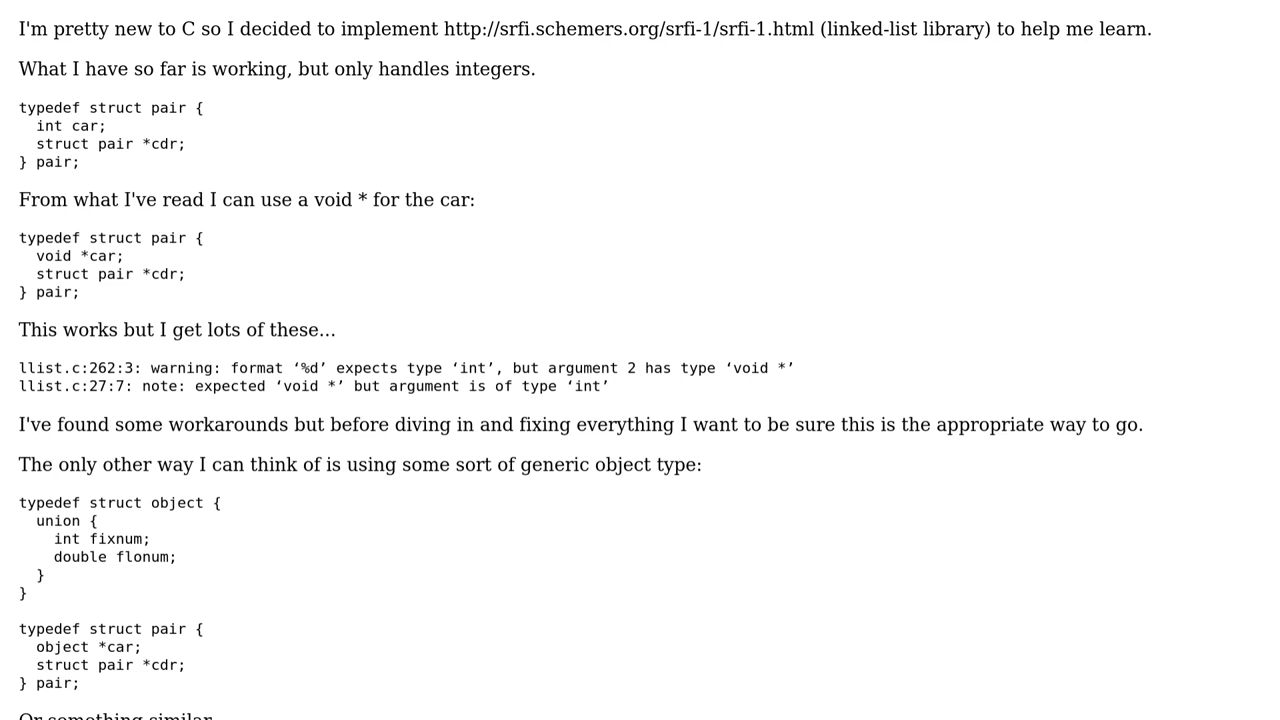 I'm pretty new to C so I decided to implement http://srfi.schemers.org/srfi-1/srfi-1.html (linked-list library) to help me learn.
What I have so far is working, but only handles integers.
typedef struct pair {
  int car;
  struct pair *cdr;
} pair;
From what I've read I can use a void * for the car:
typedef struct pair {
  void *car;
  struct pair *cdr;
} pair;
This works but I get lots of these...
llist.c:262:3: warning: format ‘%d’ expects type ‘int’, but argument 2 has type ‘void *’
llist.c:27:7: note: expected ‘void *’ but argument is of type ‘int’
I've found some workarounds but before diving in and fixing everything I want to be sure this is the appropriate way to go.
The only other way I can think of is using some sort of generic object type:
typedef struct object {
  union {
    int fixnum;
    double flonum;
  }
}
typedef struct pair {
  object *car;
  struct pair *cdr;
} pair;
Or something similar